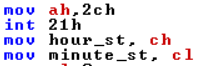 mov ah,2ch
int 21h
mov hour_st, ch
mov minute_st, cl